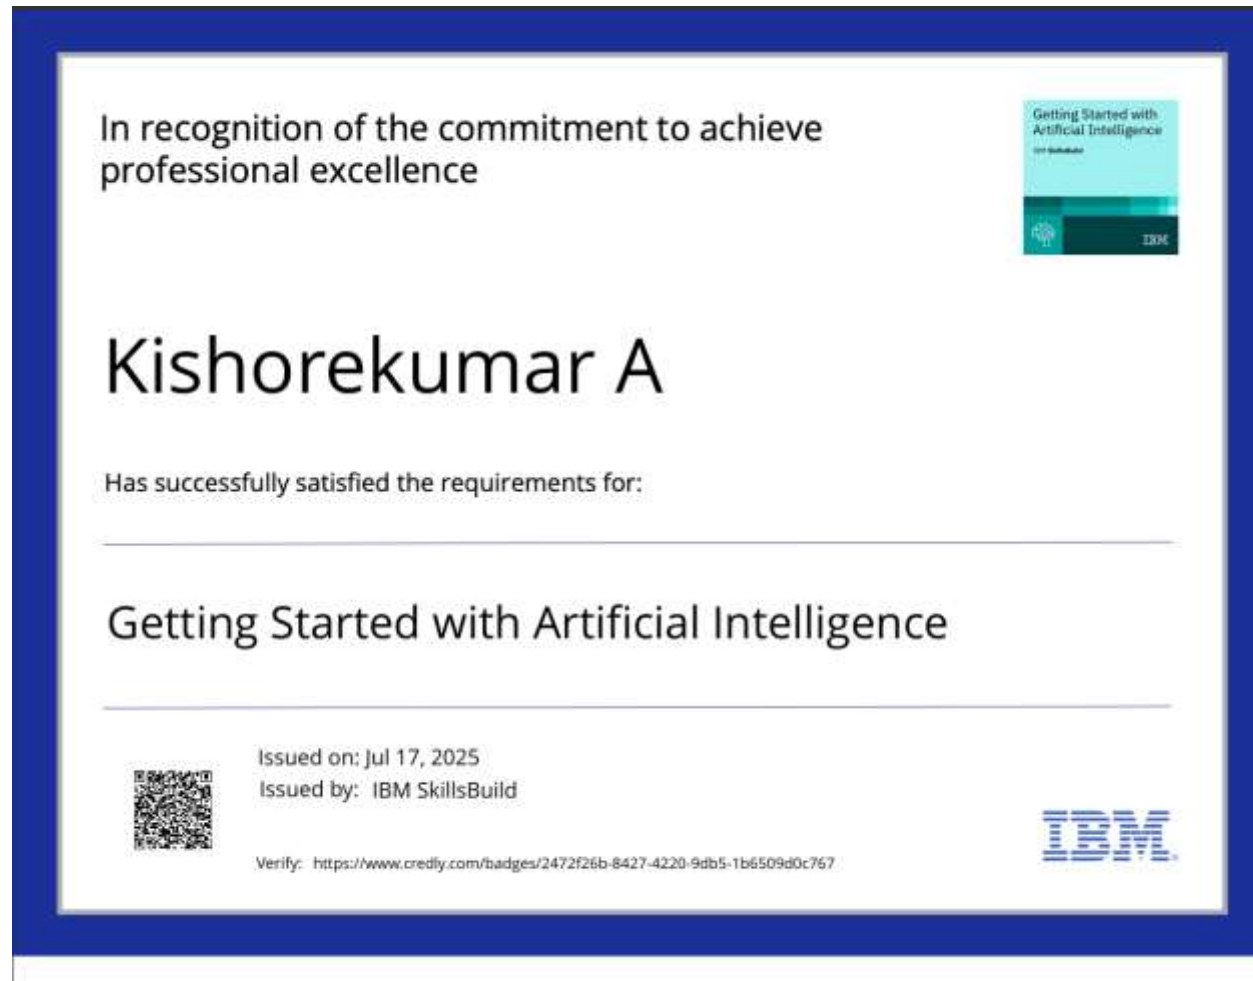 In recognition of the commitment to achieve
professional excellence
Getting Started with
Artificial Intelligence
IBM SkillsBuild
IBM
Kishorekumar A
Has successfully satisfied the requirements for:
Getting Started with Artificial Intelligence
Issued on: Jul 17, 2025
Issued by: IBM SkillsBuild
Verify: https://www.credly.com/badges/2472f26b-8427-4220-9db5-1b6509d0c767
IBM